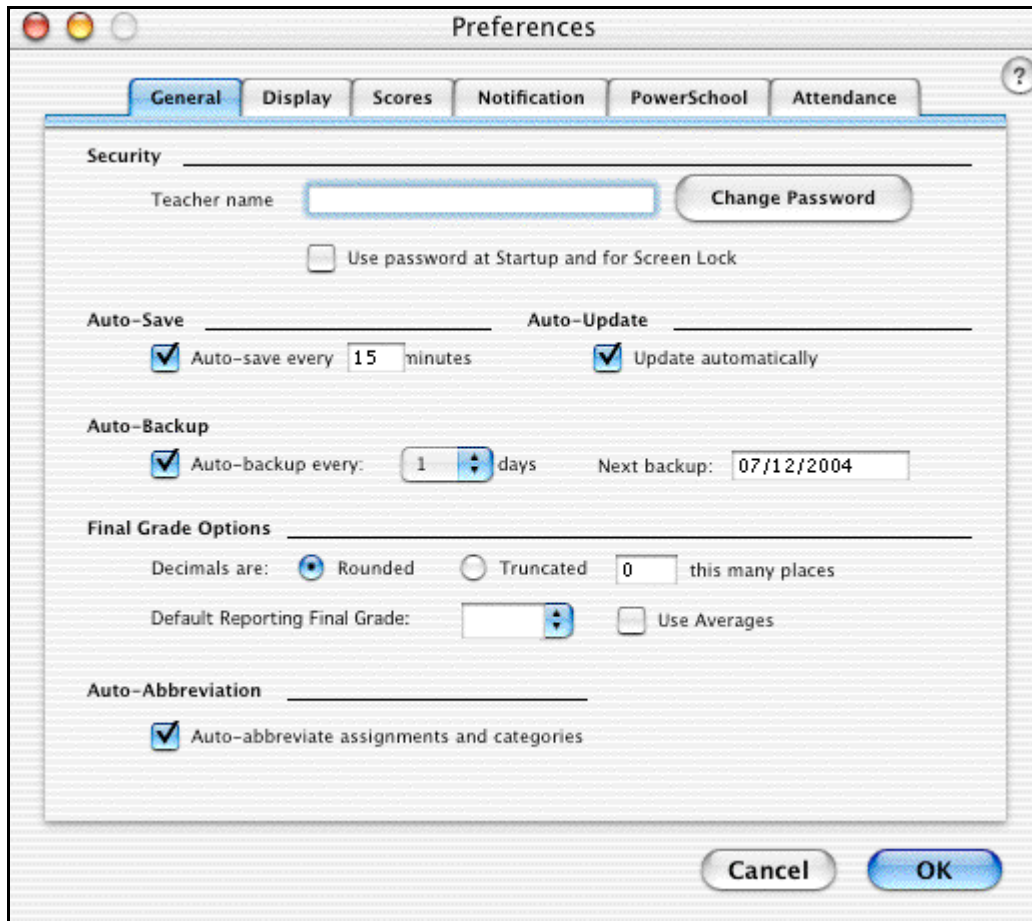 Preferences
?
General Display Scores Notification PowerSchool Attendance
Security
Teacher name Change Password
Use password at Startup and for Screen Lock
Auto-Save Auto-Update
Auto-save every 15 minutes Update automatically
Auto-Backup
Auto-backup every: 1 days Next backup: 07/12/2004
Final Grade Options
Decimals are: Rounded Truncated 0 this many places
Default Reporting Final Grade: Use Averages
Auto-Abbreviation
Auto-abbreviate assignments and categories
Cancel OK